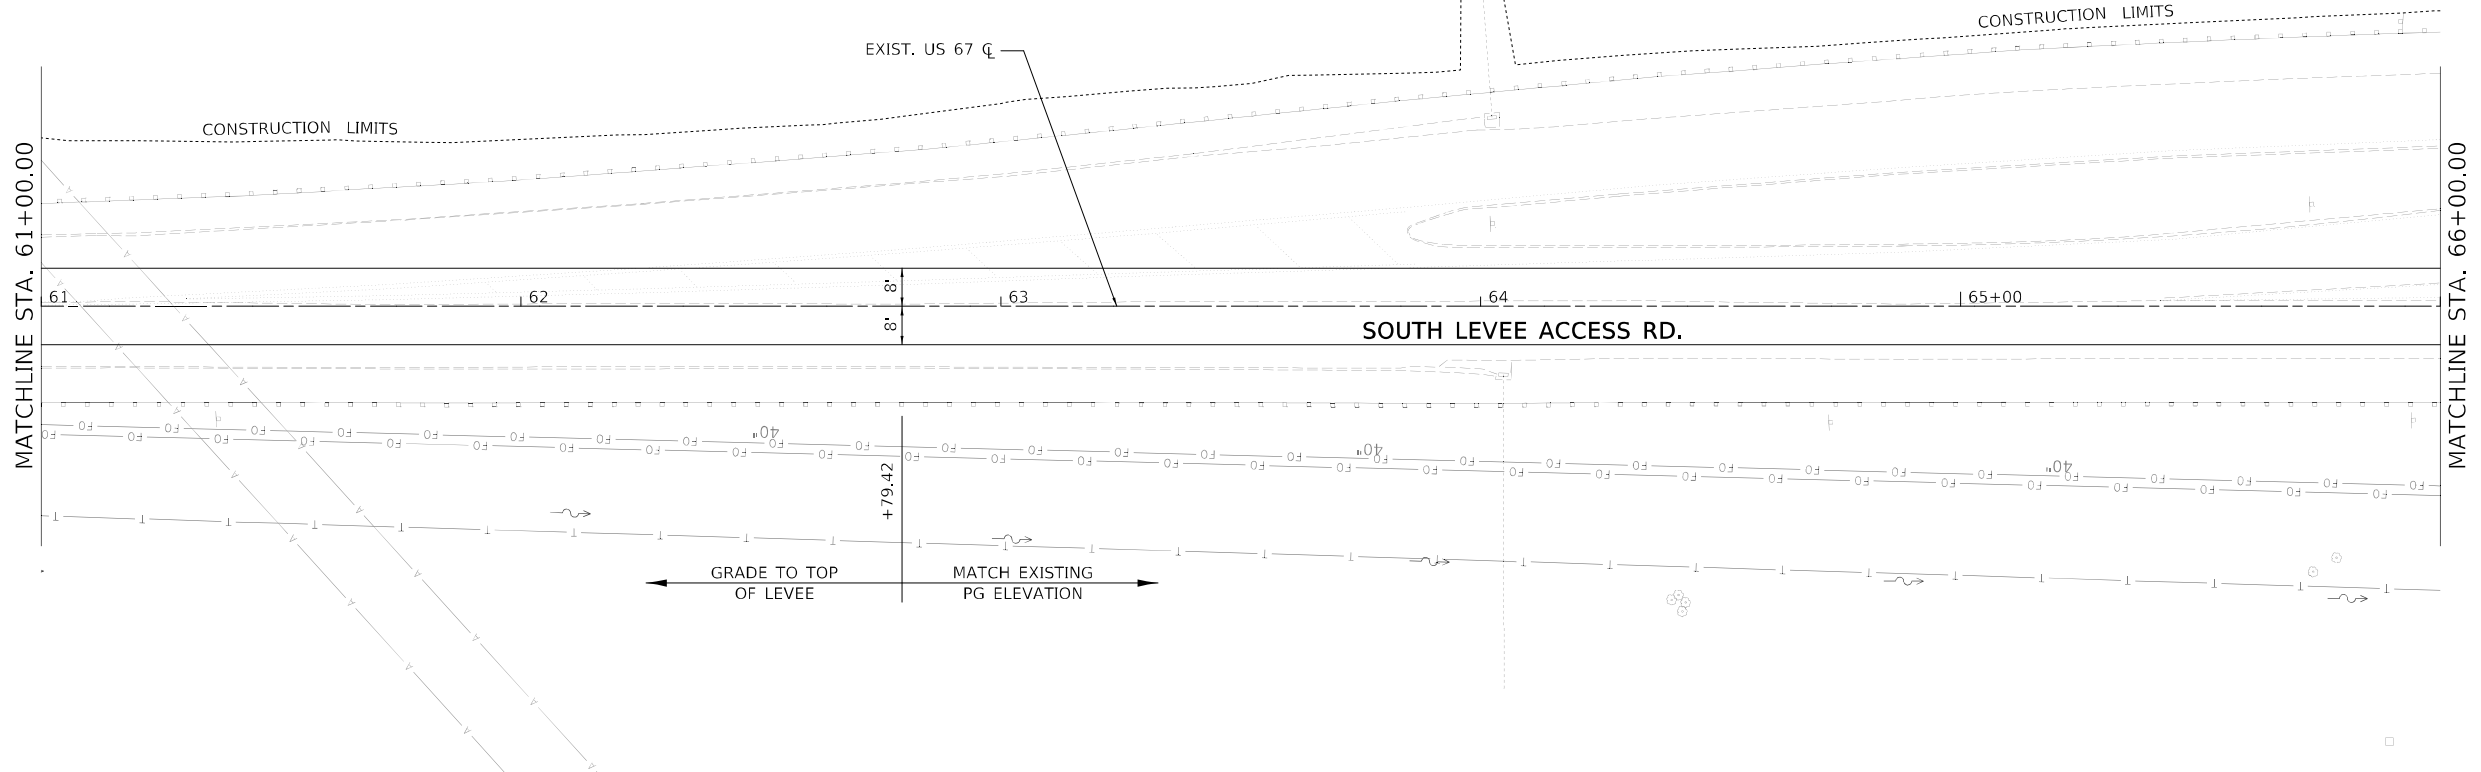 CONSTRUCTION LIMITS
EXIST. US 67 ℄
CONSTRUCTION LIMITS
MATCHLINE STA. 61+00.00
MATCHLINE STA. 66+00.00
8'
61
62
63
64
65+00
8'
SOUTH LEVEE ACCESS RD.
40"
40"
40"
+79.42
GRADE TO TOP
OF LEVEE
MATCH EXISTING
PG ELEVATION